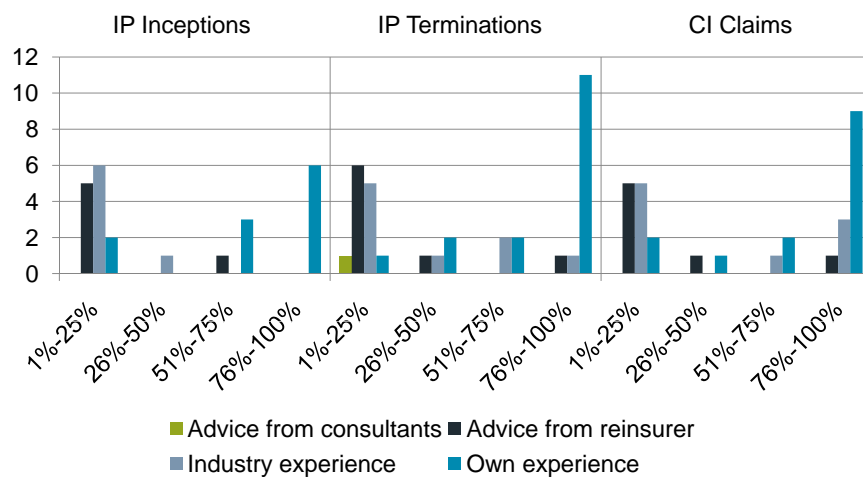 IP Inceptions IP Terminations CI Claims
12
10
8
6
4
2
0
1%-25% 26%-50% 51%-75% 76%-100% 1%-25% 26%-50% 51%-75% 76%-100% 1%-25% 26%-50% 51%-75% 76%-100%
Advice from consultants Advice from reinsurer
Industry experience Own experience